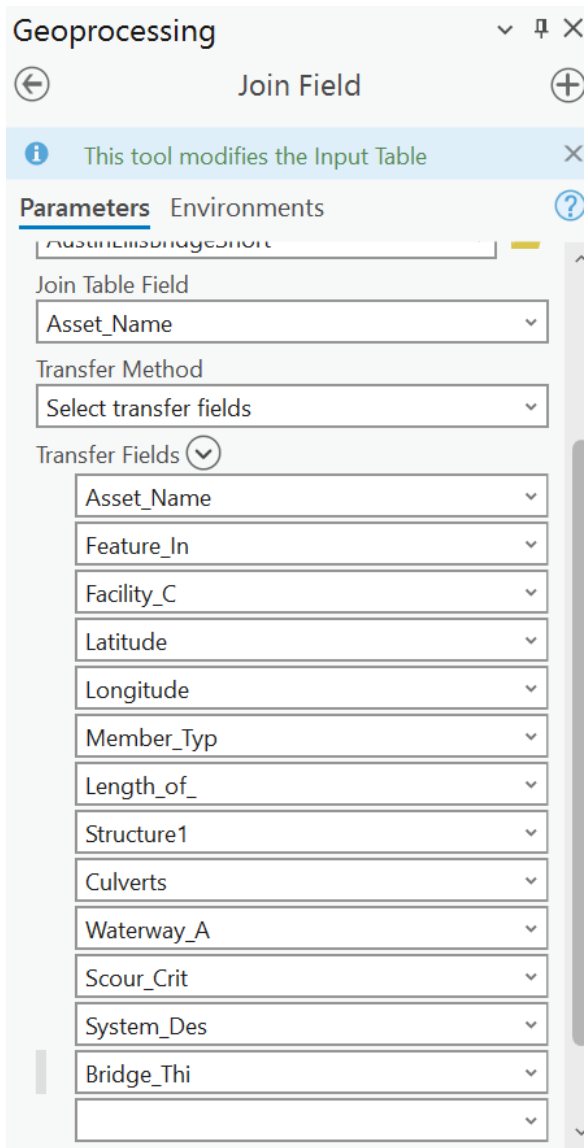 Geoprocessing
Join Field
This tool modifies the Input Table
Parameters Environments
AustinEllisBridgeShort
Join Table Field
Asset_Name
Transfer Method
Select transfer fields
Transfer Fields
Asset_Name
Feature_In
Facility_C
Latitude
Longitude
Member_Typ
Length_of_
Structure1
Culverts
Waterway_A
Scour_Crit
System_Des
Bridge_Thi